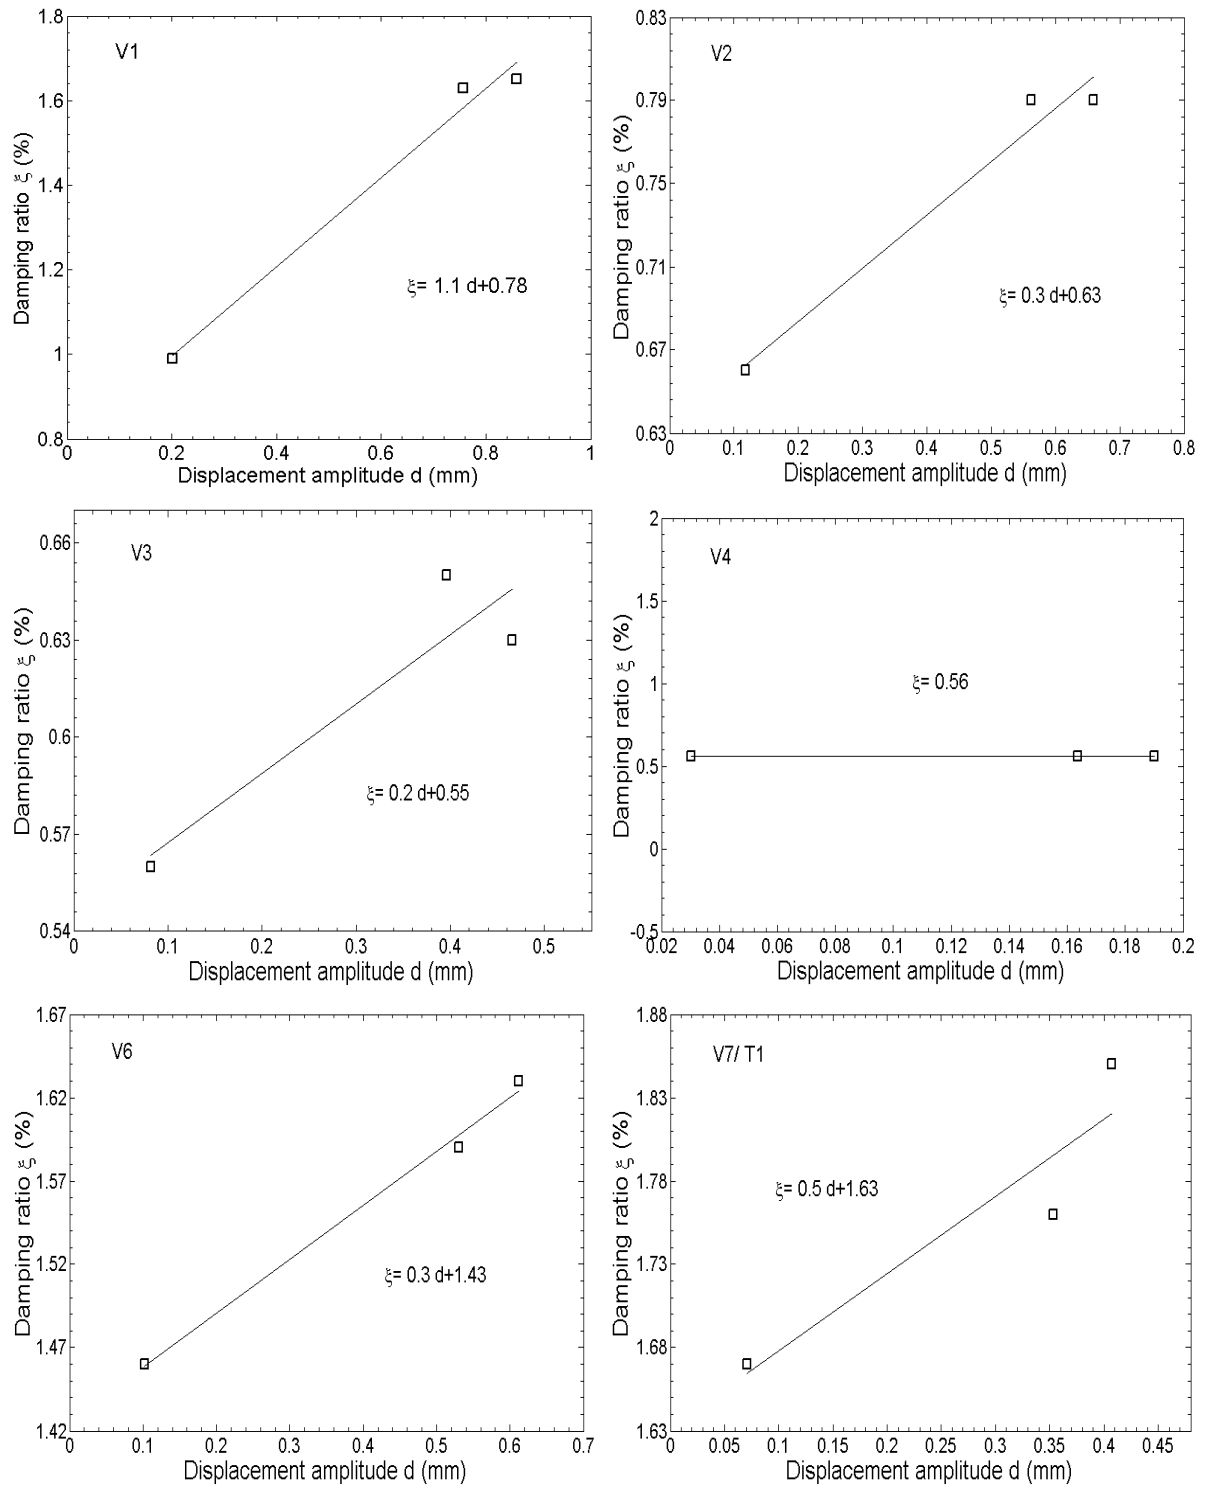 V1
Damping ratio ξ (%)
1.8
1.6
1.4
1.2
1
0.8
ξ= 1.1 d+0.78
0 0.2 0.4 0.6 0.8 1
Displacement amplitude d (mm)
V2
Damping ratio ξ (%)
0.83
0.79
0.75
0.71
0.67
0.63
ξ= 0.3 d+0.63
0 0.1 0.2 0.3 0.4 0.5 0.6 0.7 0.8
Displacement amplitude d (mm)
V3
Damping ratio ξ (%)
0.66
0.63
0.6
0.57
0.54
ξ= 0.2 d+0.55
0 0.1 0.2 0.3 0.4 0.5
Displacement amplitude d (mm)
V4
Damping ratio ξ (%)
2
1.5
1
0.5
0
-0.5
ξ= 0.56
0.02 0.04 0.06 0.08 0.1 0.12 0.14 0.16 0.18 0.2
Displacement amplitude d (mm)
V6
Damping ratio ξ (%)
1.67
1.62
1.57
1.52
1.47
1.42
ξ= 0.3 d+1.43
0 0.1 0.2 0.3 0.4 0.5 0.6 0.7
Displacement amplitude d (mm)
V7/ T1
Damping ratio ξ (%)
1.88
1.83
1.78
1.73
1.68
1.63
ξ= 0.5 d+1.63
0 0.05 0.1 0.15 0.2 0.25 0.3 0.35 0.4 0.45
Displacement amplitude d (mm)